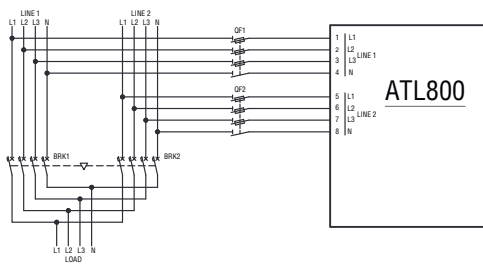 LINE 1 LINE 2
L1 L2 L3 N L1 L2 L3 N
QF1
1 L1
2 L2
3 L3
4 N
LINE 1
QF2
5 L1
6 L2
7 L3
8 N
LINE 2
ATL800
BRK1 BRK2
L1 L2 L3 N
LOAD